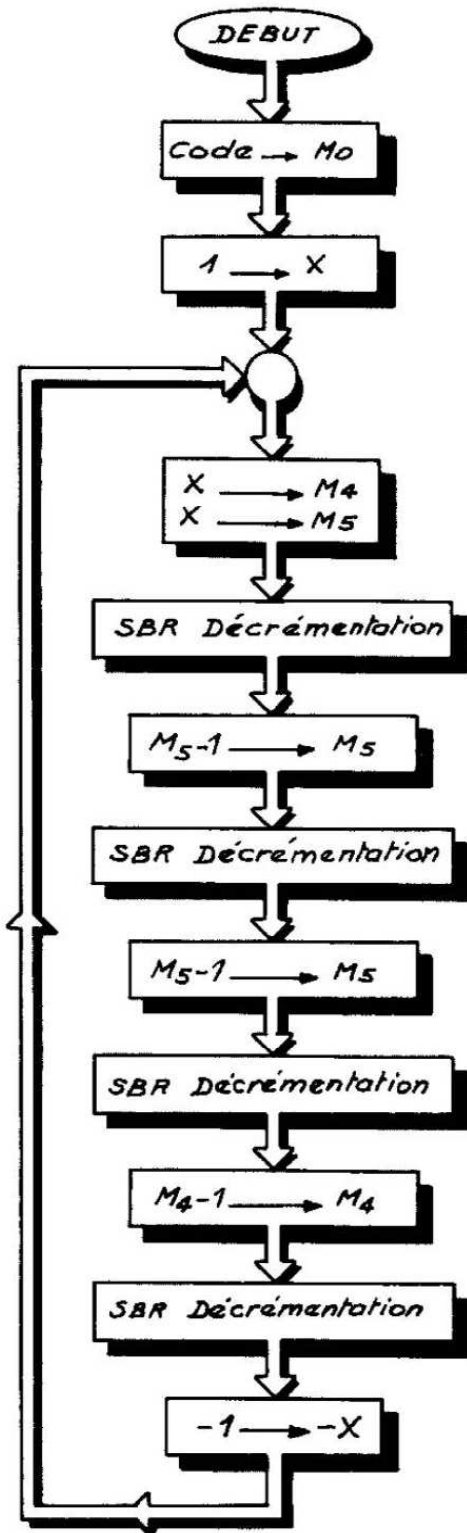 DEBUT
Code → Mo
1 → X
X → M4
X → M5
SBR Décrémentation
M5-1 → M5
SBR Décrémentation
M5-1 → M5
SBR Décrémentation
M4-1 → M4
SBR Décrémentation
-1 → -X